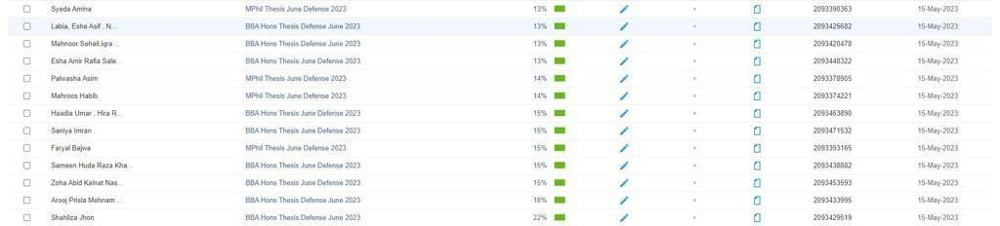 Syeda Amina MPhil Thesis June Defense 2023 13% 2093390363 15-May-2023
Labia, Esha Asif , N... BBA Hons Thesis Defense June 2023 13% 2093425682 15-May-2023
Mahnoor Sohail,iqra ... BBA Hons Thesis Defense June 2023 13% 2093420478 15-May-2023
Esha Amir Rafia Sale... BBA Hons Thesis Defense June 2023 13% 2093448322 15-May-2023
Palwasha Asim MPhil Thesis June Defense 2023 14% 2093378905 15-May-2023
Mahroos Habib MPhil Thesis June Defense 2023 14% 2093374221 15-May-2023
Haadia Umar , Hira R... BBA Hons Thesis Defense June 2023 15% 2093463890 15-May-2023
Saniya Imran . BBA Hons Thesis Defense June 2023 15% 2093471532 15-May-2023
Faryal Bajwa MPhil Thesis June Defense 2023 15% 2093393165 15-May-2023
Sameen Huda Raza Kha... BBA Hons Thesis Defense June 2023 15% 2093438882 15-May-2023
Zoha Abid Kainat Nas... BBA Hons Thesis Defense June 2023 15% 2093453593 15-May-2023
Arooj Prisla Mehnam ... BBA Hons Thesis Defense June 2023 18% 2093433995 15-May-2023
Shahliza Jhon BBA Hons Thesis Defense June 2023 22% 2093429519 15-May-2023